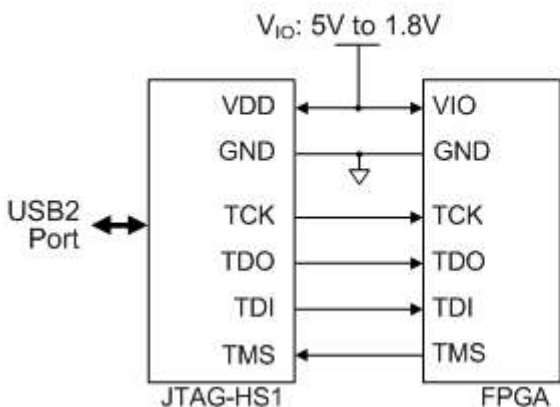 V_IO: 5V to 1.8V
VDD VIO
GND GND
USB2
Port
TCK TCK
TDO TDO
TDI TDI
TMS TMS
JTAG-HS1 FPGA